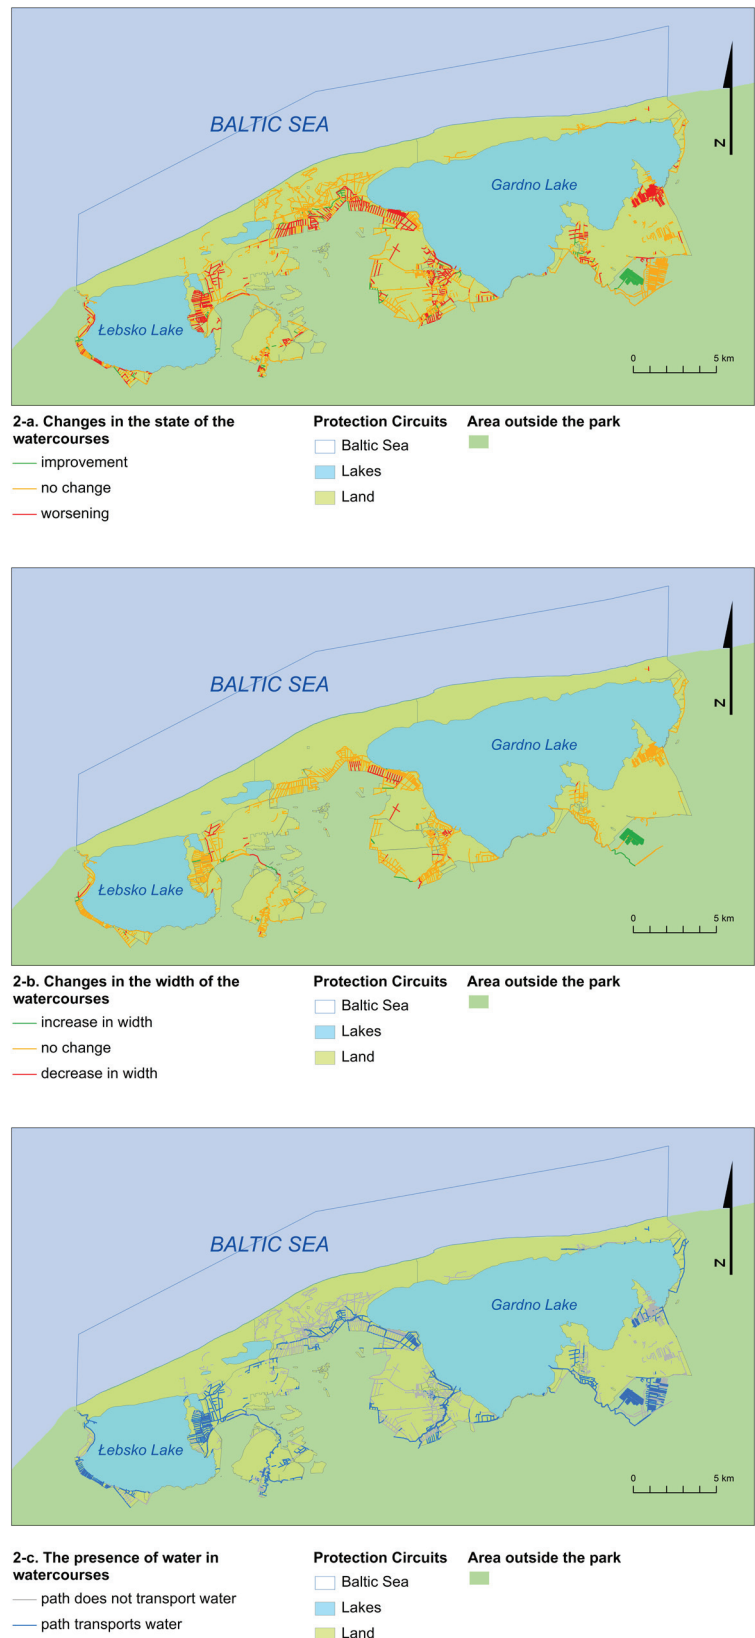 BALTIC SEA
Gardno Lake
Łebsko Lake
N
0 5 km
2-a. Changes in the state of the
watercourses
improvement
no change
worsening
Protection Circuits
Baltic Sea
Lakes
Land
Area outside the park
BALTIC SEA
Gardno Lake
Łebsko Lake
N
0 5 km
2-b. Changes in the width of the
watercourses
increase in width
no change
decrease in width
Protection Circuits
Baltic Sea
Lakes
Land
Area outside the park
BALTIC SEA
Gardno Lake
Łebsko Lake
N
0 5 km
2-c. The presence of water in
watercourses
path does not transport water
path transports water
Protection Circuits
Baltic Sea
Lakes
Land
Area outside the park